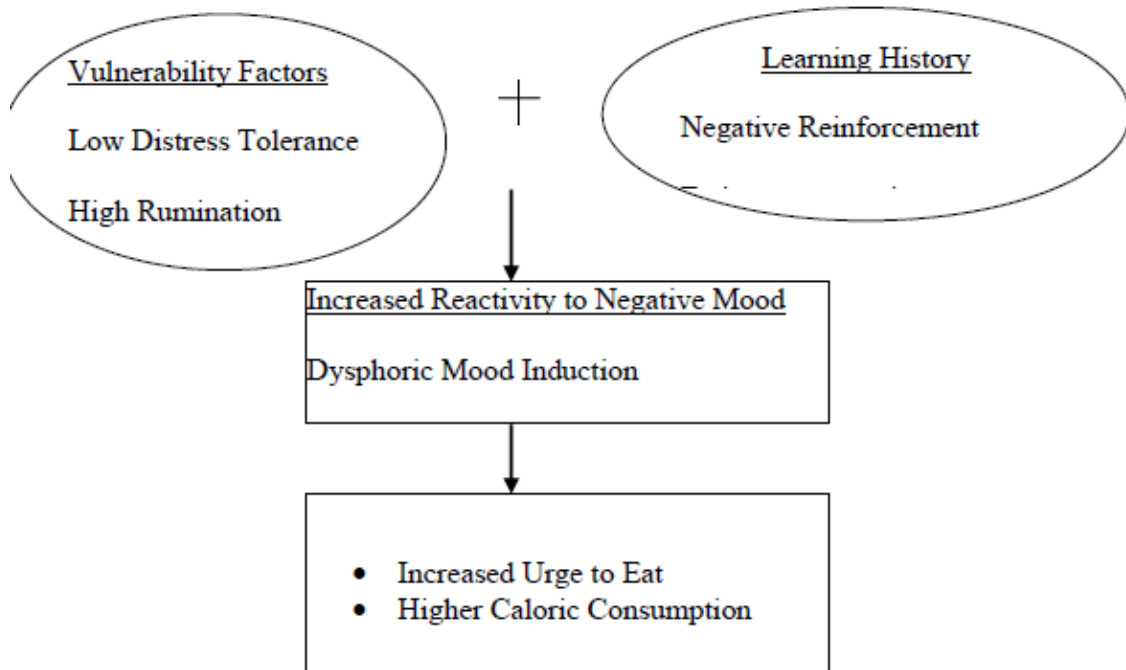 Vulnerability Factors
Low Distress Tolerance
High Rumination
+
Learning History
Negative Reinforcement
Increased Reactivity to Negative Mood
Dysphoric Mood Induction
• Increased Urge to Eat
• Higher Caloric Consumption